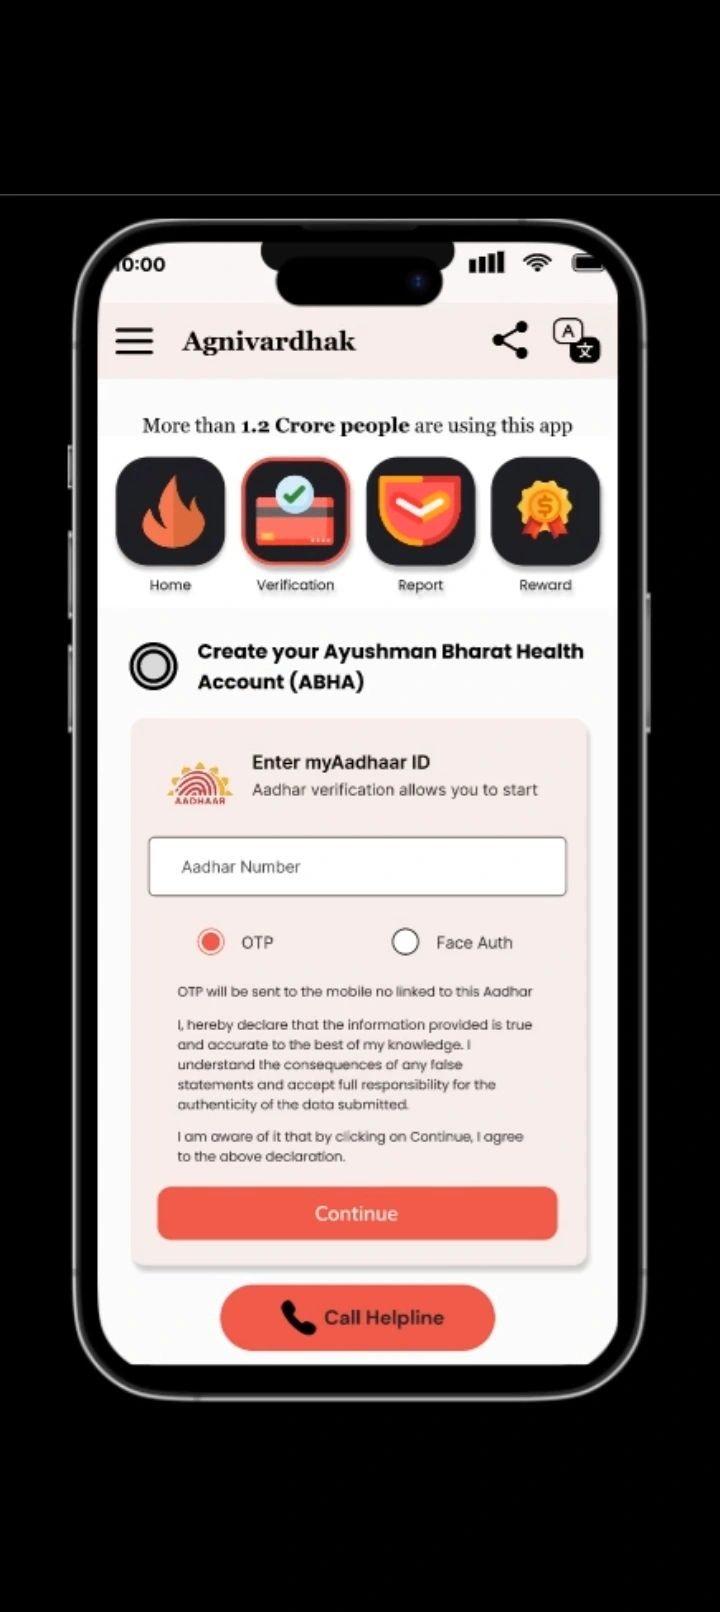 10:00
Agnivardhak
A
文
More than 1.2 Crore people are using this app
Home
Verification
Report
Reward
Create your Ayushman Bharat Health
Account (ABHA)
AADHAAR
Enter myAadhaar ID
Aadhar verification allows you to start
Aadhar Number
OTP
Face Auth
OTP will be sent to the mobile no linked to this Aadhar
I, hereby declare that the information provided is true
and accurate to the best of my knowledge. I
understand the consequences of any false
statements and accept full responsibility for the
authenticity of the data submitted.
I am aware of it that by clicking on Continue, I agree
to the above declaration.
Continue
Call Helpline